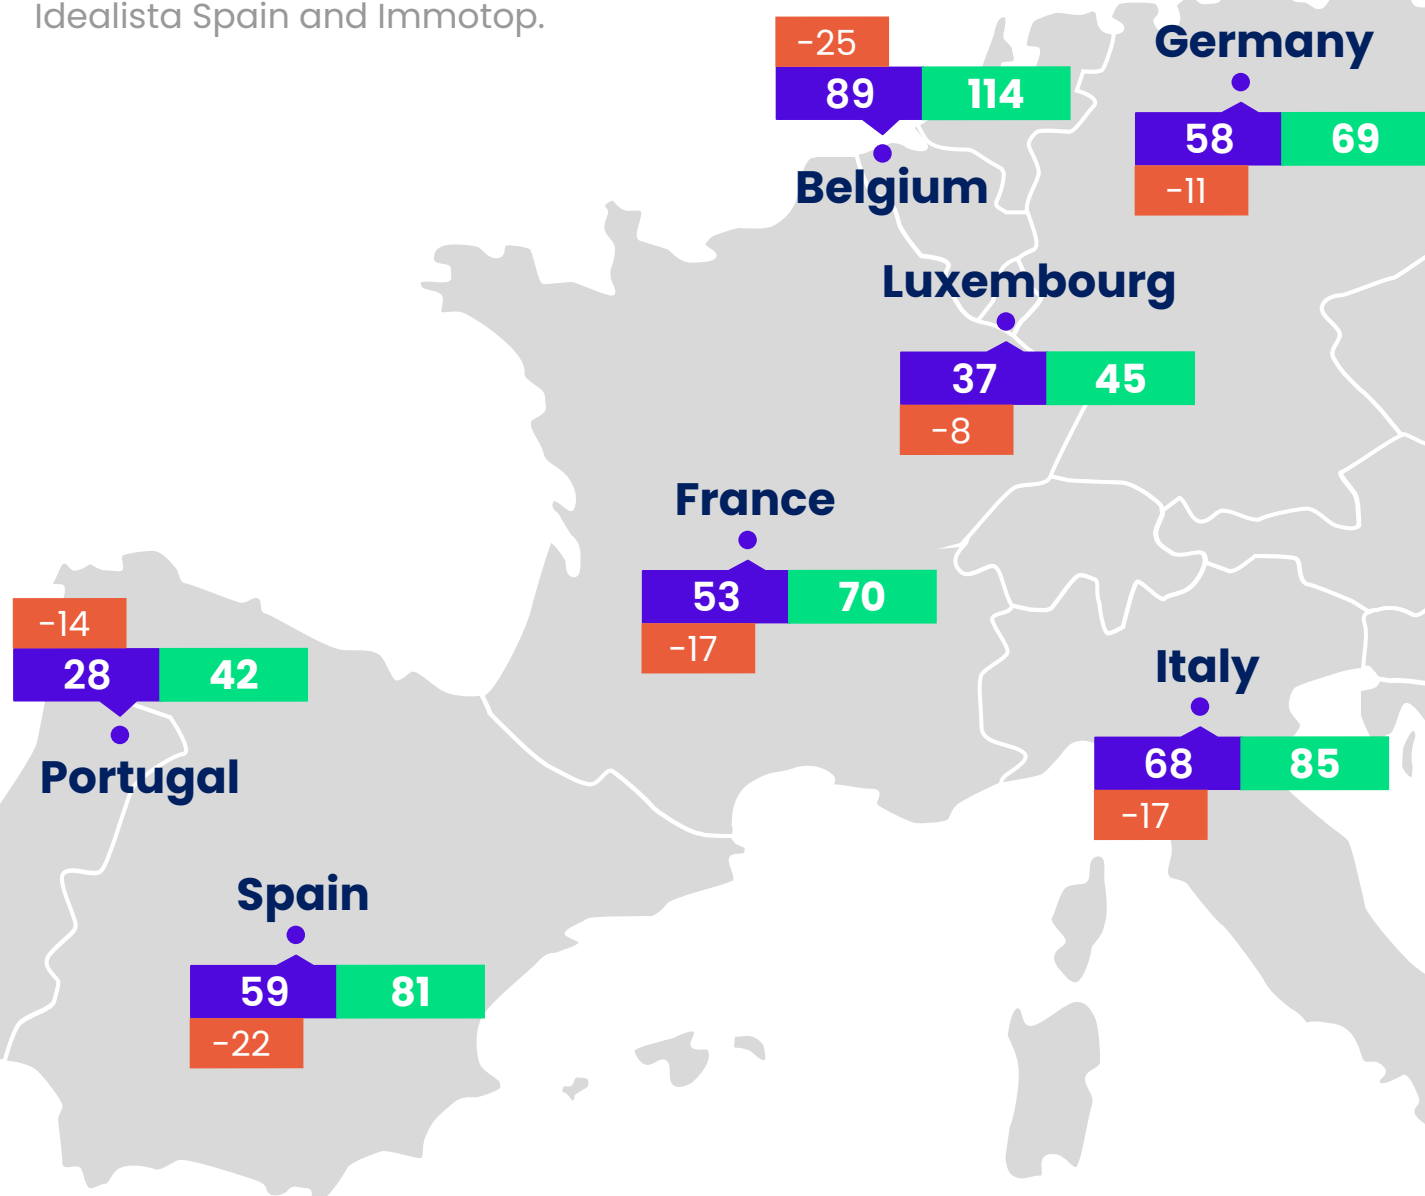 Idealista Spain and Immotop.
-25
89 114
Belgium
Germany
58 69
-11
Luxembourg
37 45
-8
France
53 70
-17
-14
28 42
Portugal
Italy
68 85
-17
Spain
59 81
-22